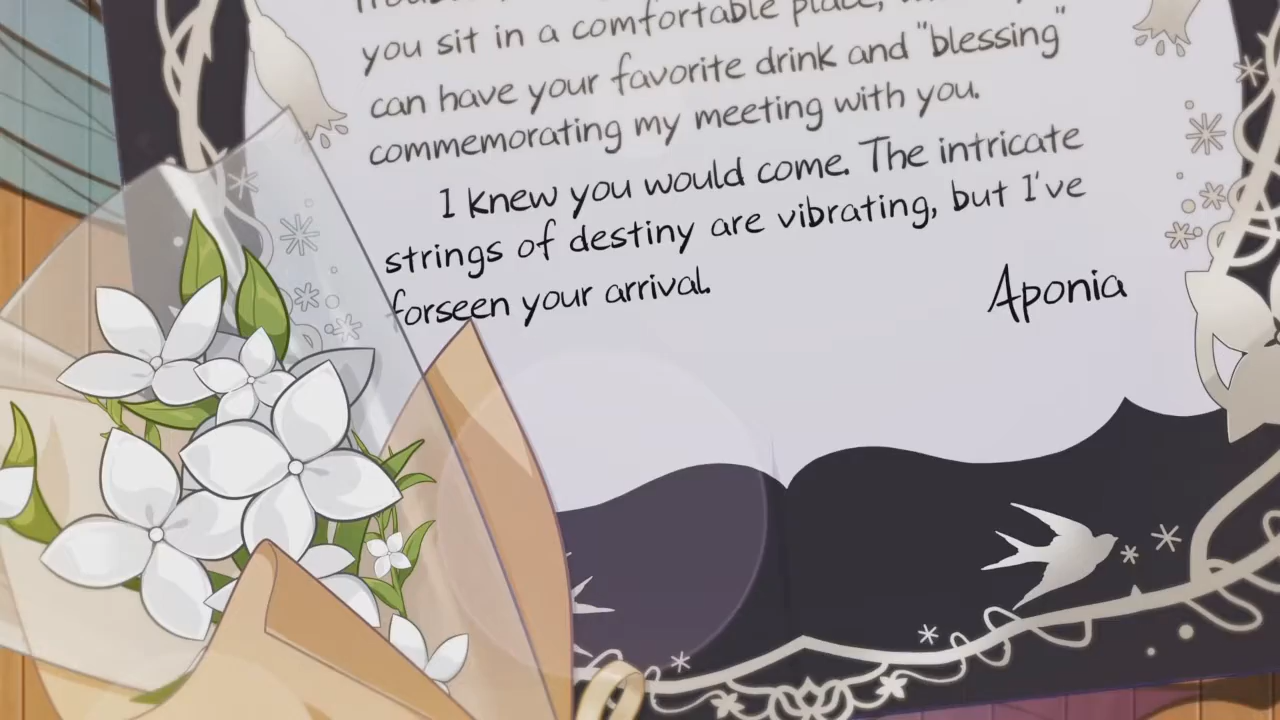 you sit in a comfortable place,
can have your favorite drink and "blessing"
commemorating my meeting with you.
I knew you would come. The intricate
strings of destiny are vibrating, but I've
forseen your arrival.
Aponia